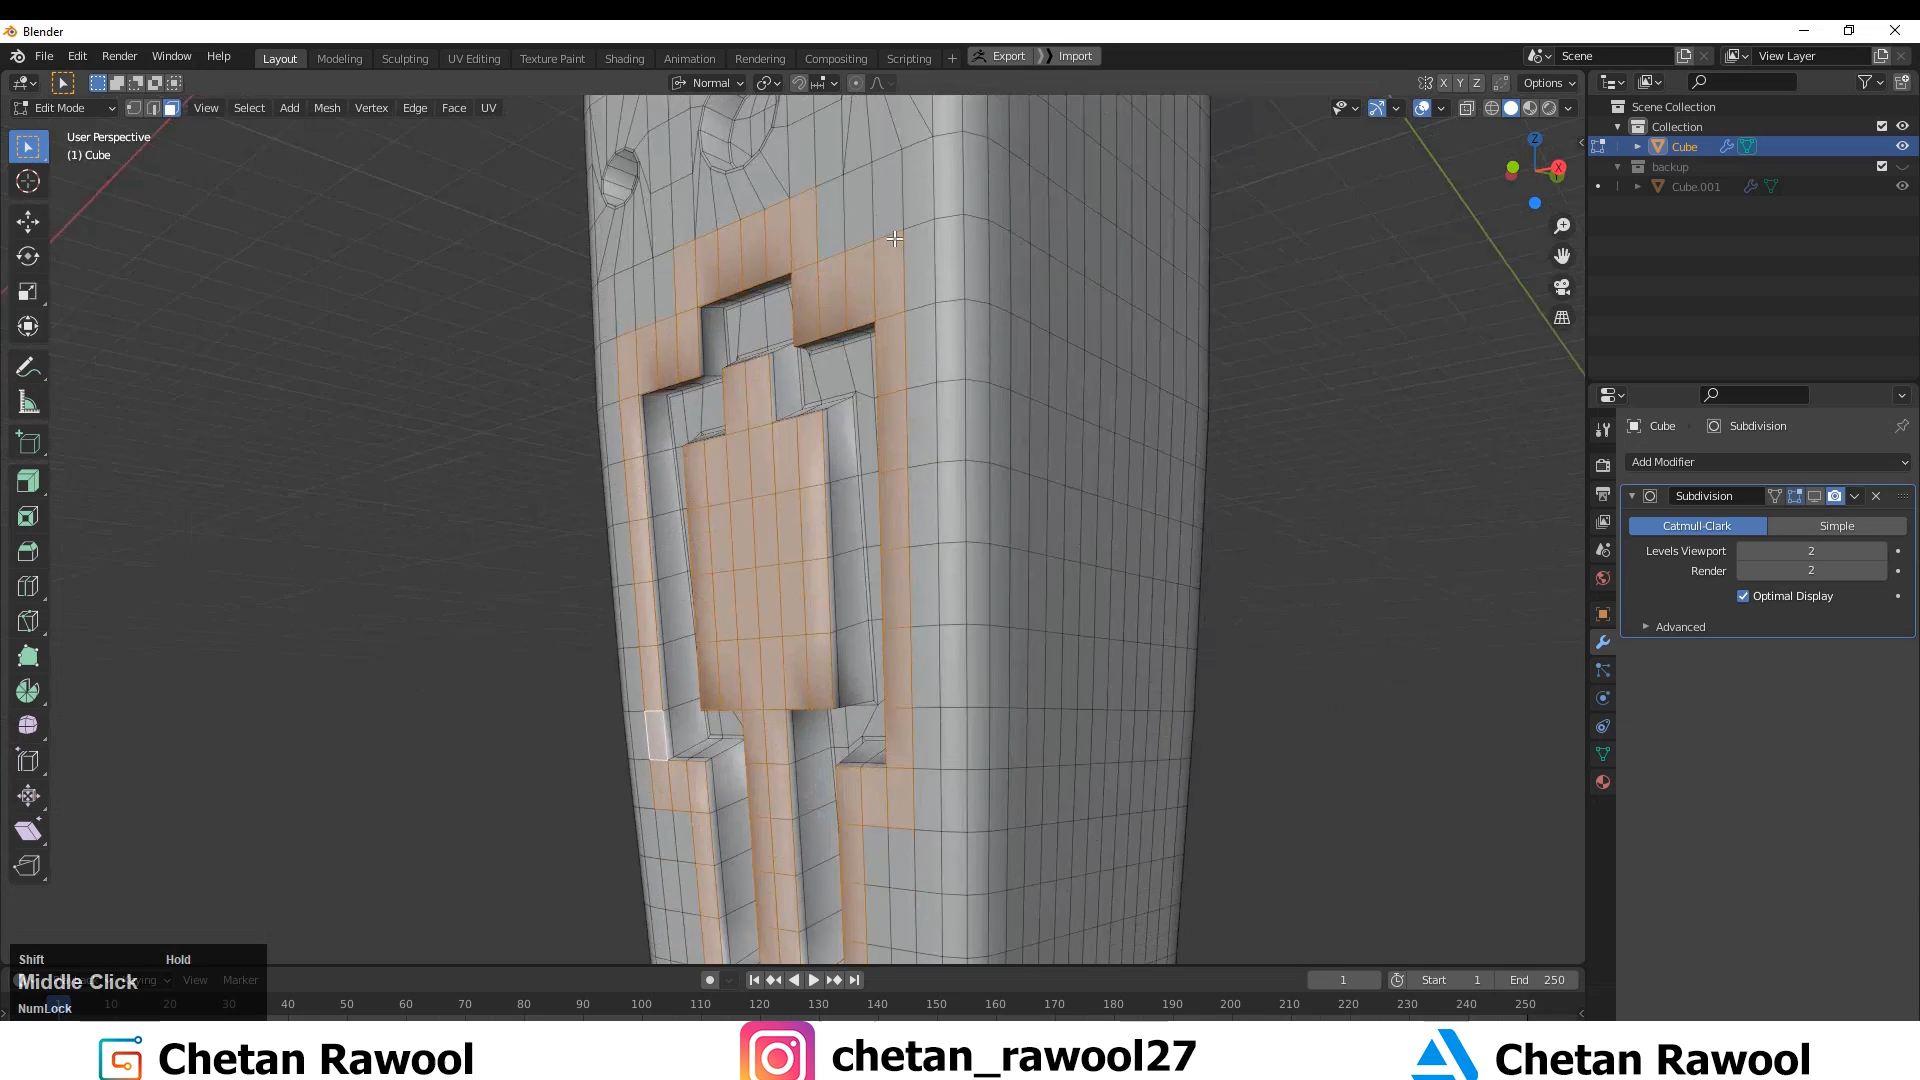 Blender
File Edit Render Window Help Layout Modeling Sculpting UV Editing Texture Paint Shading Animation Rendering Compositing Scripting + Export Import Scene View Layer
Normal X Y Z Options
Edit Mode View Select Add Mesh Vertex Edge Face UV
User Perspective
(1) Cube
Scene Collection
Collection
Cube
backup
Cube.001
Z
X
Cube Subdivision
Add Modifier
Subdivision
Catmull-Clark Simple
Levels Viewport 2
Render 2
Optimal Display
Advanced
Shift Hold
Middle Click
NumLock
View Marker
1 Start 1 End 250
1 10 20 30 40 50 60 70 80 90 100 110 120 130 140 150 160 170 180 190 200 210 220 230 240 250
Chetan Rawool chetan_rawool27 Chetan Rawool